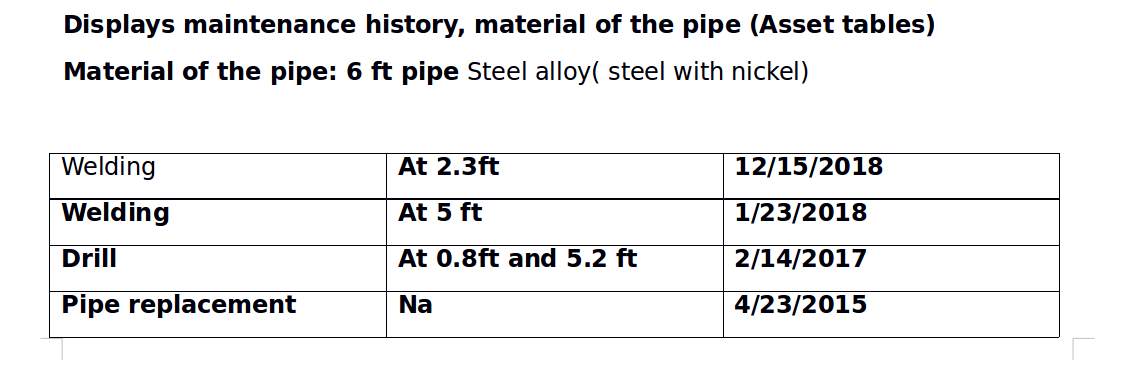 Displays maintenance history, material of the pipe (Asset tables)
Material of the pipe: 6 ft pipe Steel alloy( steel with nickel)
Welding At 2.3ft 12/15/2018
Welding At 5 ft 1/23/2018
Drill At 0.8ft and 5.2 ft 2/14/2017
Pipe replacement Na 4/23/2015